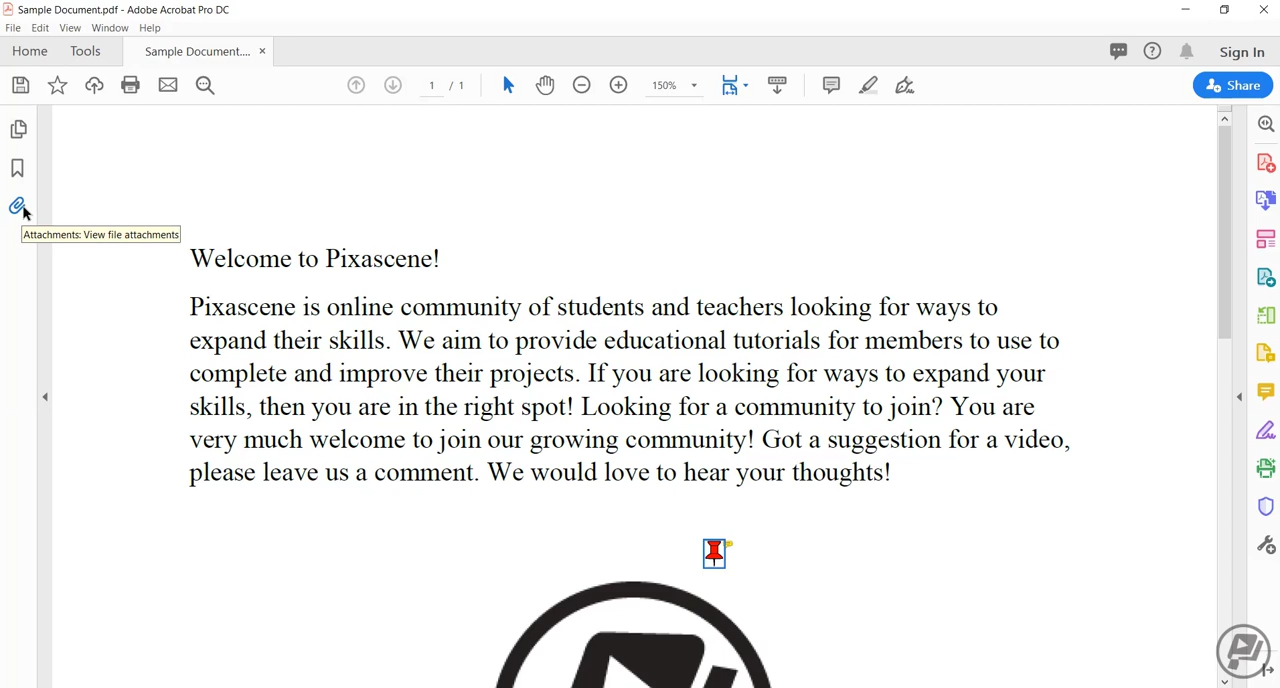 Sample Document.pdf - Adobe Acrobat Pro DC
File Edit View Window Help
Home Tools Sample Document.... × Sign In
1 / 1 150% Share
Attachments: View file attachments
Welcome to Pixascene!
Pixascene is online community of students and teachers looking for ways to
expand their skills. We aim to provide educational tutorials for members to use to
complete and improve their projects. If you are looking for ways to expand your
skills, then you are in the right spot! Looking for a community to join? You are
very much welcome to join our growing community! Got a suggestion for a video,
please leave us a comment. We would love to hear your thoughts!